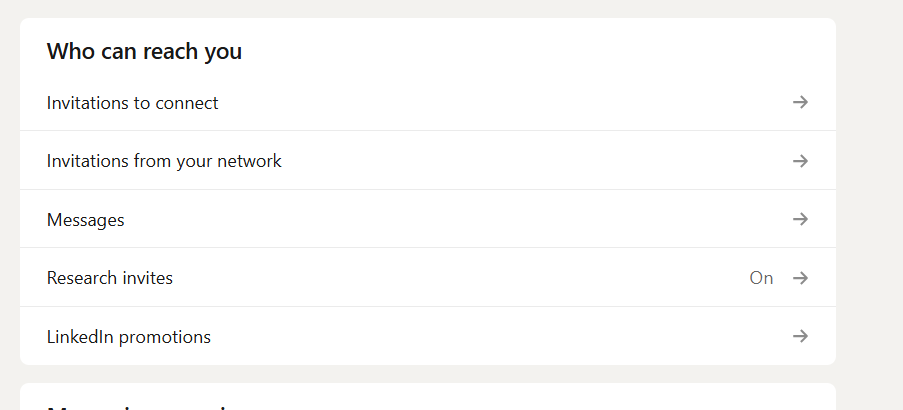 Who can reach you
Invitations to connect
Invitations from your network
Messages
Research invites On
LinkedIn promotions